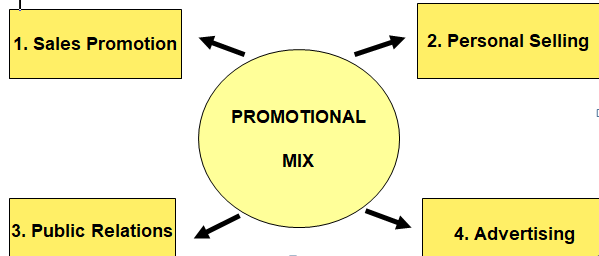 1. Sales Promotion
2. Personal Selling
PROMOTIONAL
MIX
3. Public Relations
4. Advertising